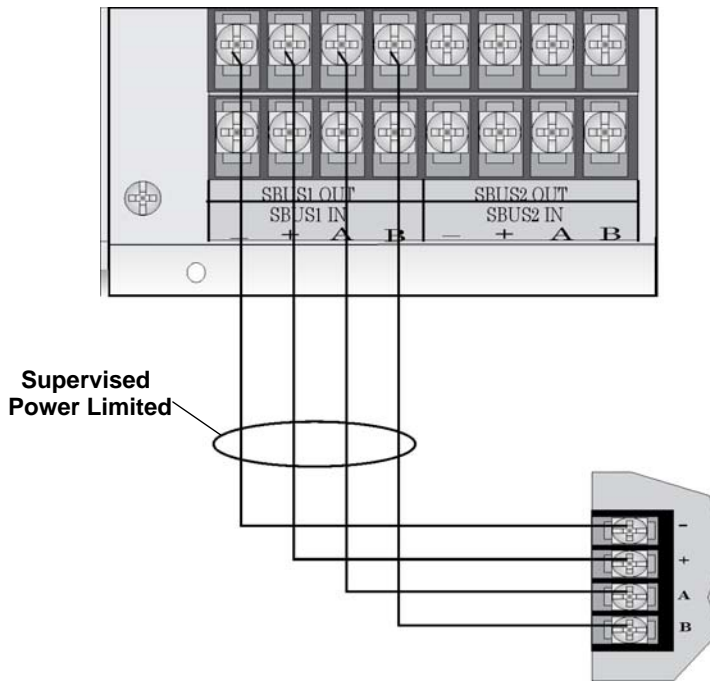 SBUS1 OUT SBUS2 OUT
SBUS1 IN SBUS2 IN
− + A B − + A B
Supervised
Power Limited
−
+
A
B